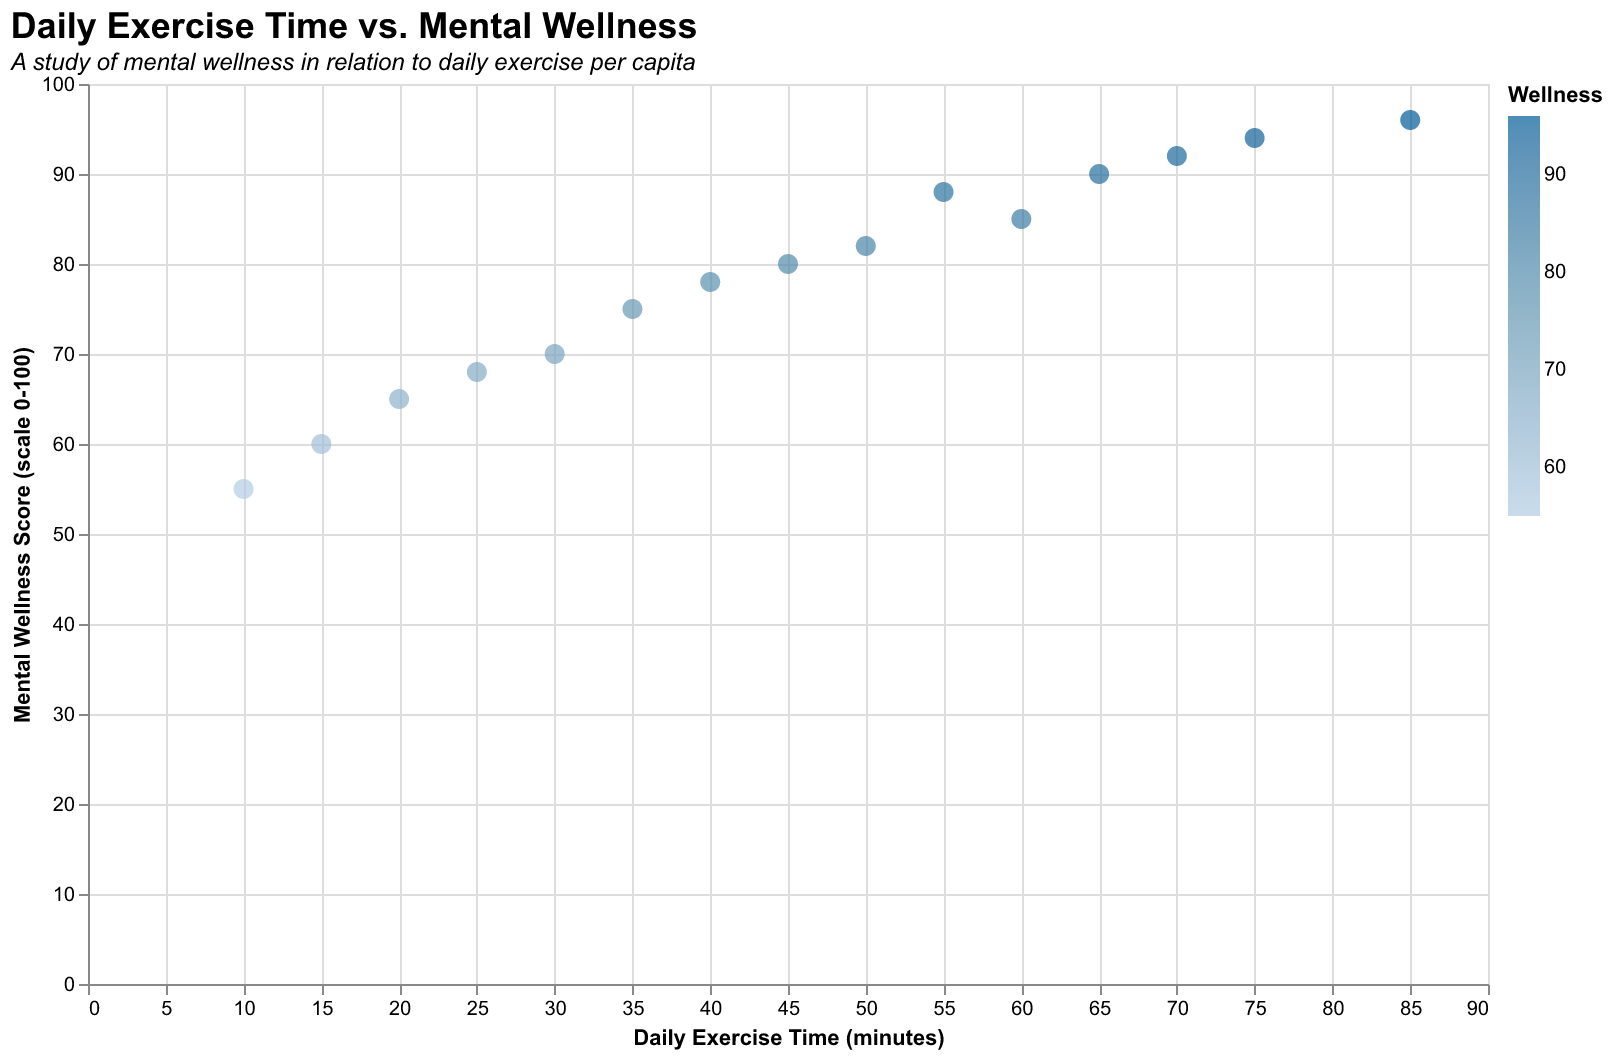 Daily Exercise Time vs. Mental Wellness
A study of mental wellness in relation to daily exercise per capita
Wellness
90
80
70
60
Mental Wellness Score (scale 0-100)
100
90
80
70
60
50
40
30
20
10
0
0 5 10 15 20 25 30 35 40 45 50 55 60 65 70 75 80 85 90
Daily Exercise Time (minutes)